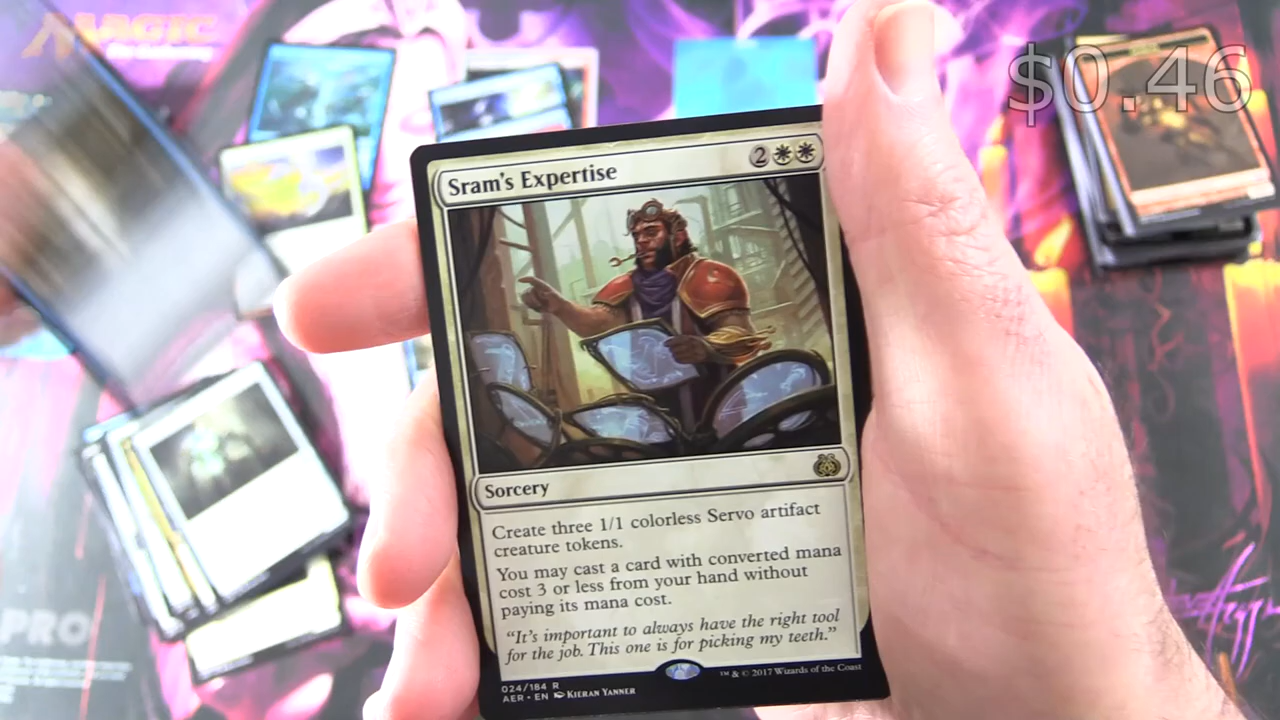 MAGIC
$0.46
Sram's Expertise
2
Sorcery
Create three 1/1 colorless Servo artifact
creature tokens.
You may cast a card with converted mana
cost 3 or less from your hand without
paying its mana cost.
"It's important to always have the right tool
for the job. This one is for picking my teeth."
024/184 R
AER • EN KIERAN YANNER
™ & © 2017 Wizards of the Coast
PRO